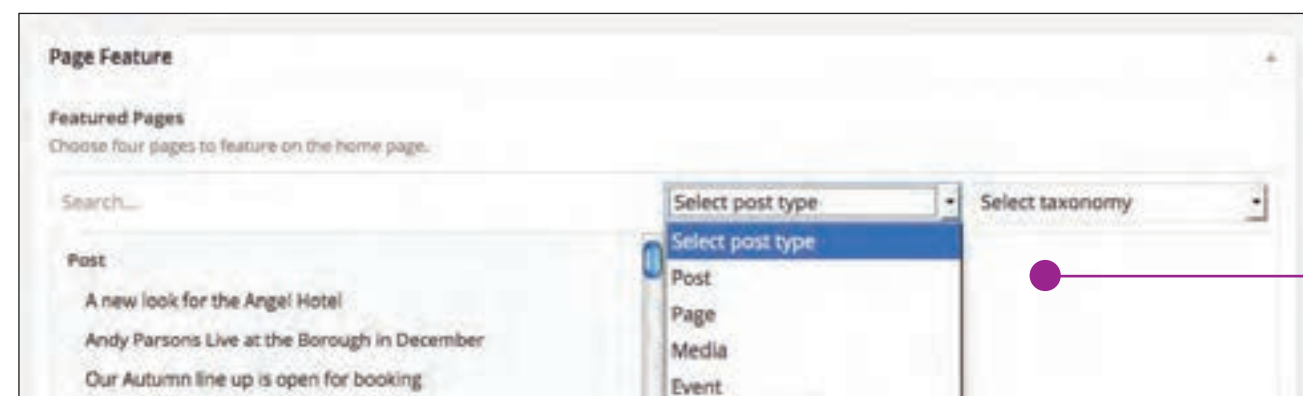 Page Feature
Featured Pages
Choose four pages to feature on the home page.
Search...
Select post type
Select taxonomy
Select post type
Post
Page
Media
Event
Post
A new look for the Angel Hotel
Andy Parsons Live at the Borough in December
Our Autumn line up is open for booking